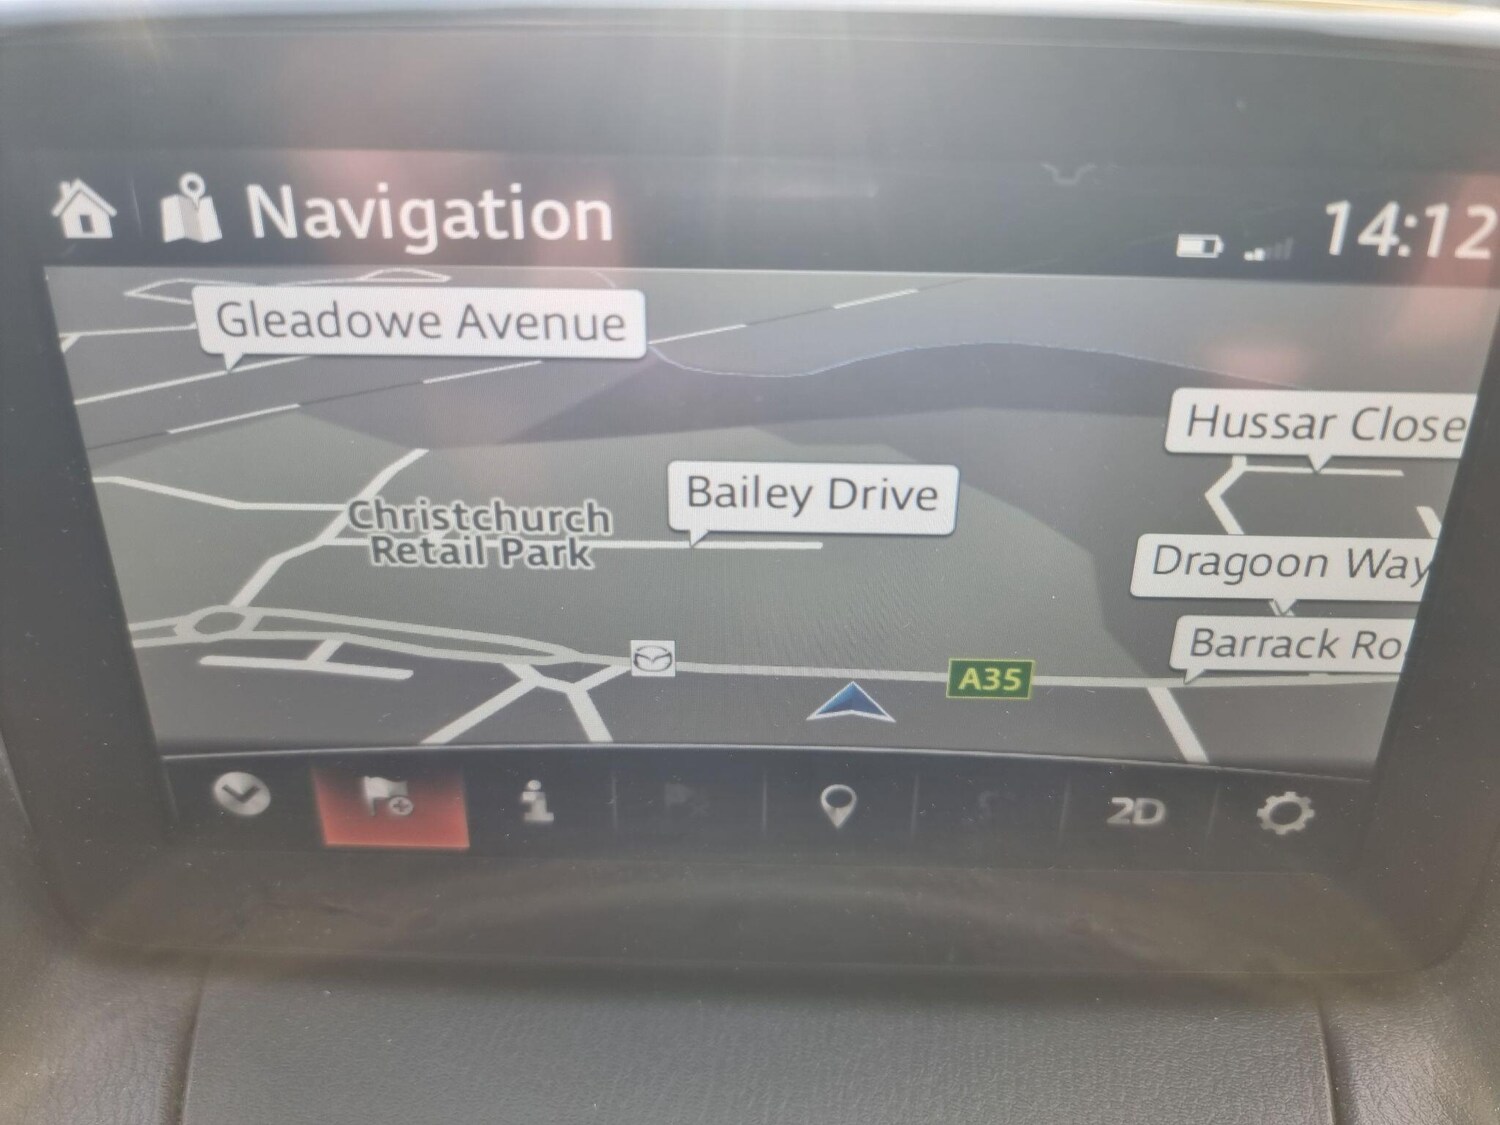 Navigation
14:12
Gleadowe Avenue
Hussar Close
Bailey Drive
Christchurch
Retail Park
Dragoon Way
Barrack Ro
A35
2D